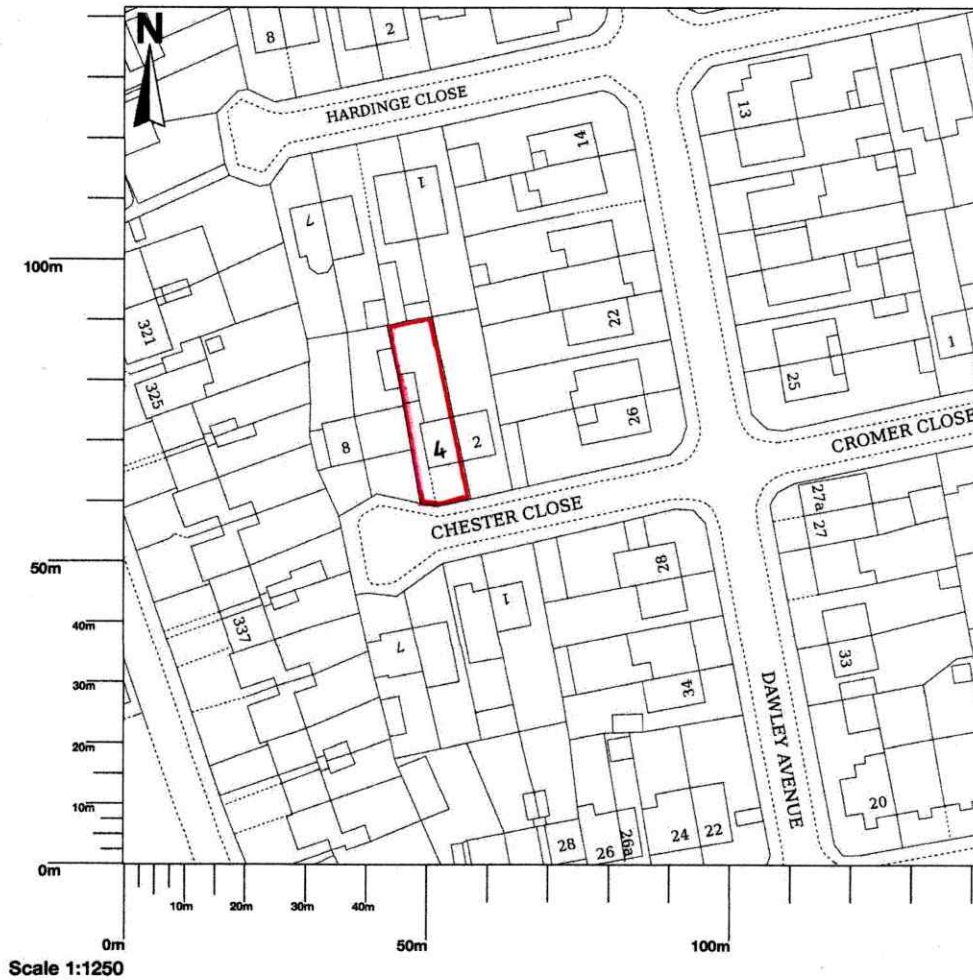 N
8
2
HARDINGE CLOSE
13
14
1
7
100m
321
22
1
325
25
26
8
4
2
CROMER CLOSE
CHESTER CLOSE
27a
27
50m
28
1
40m
337
7
33
30m
34
DAWLEY AVENUE
20m
10m
20
28
26
26a
24
22
0m
10m
20m
30m
40m
0m
50m
100m
Scale 1:1250